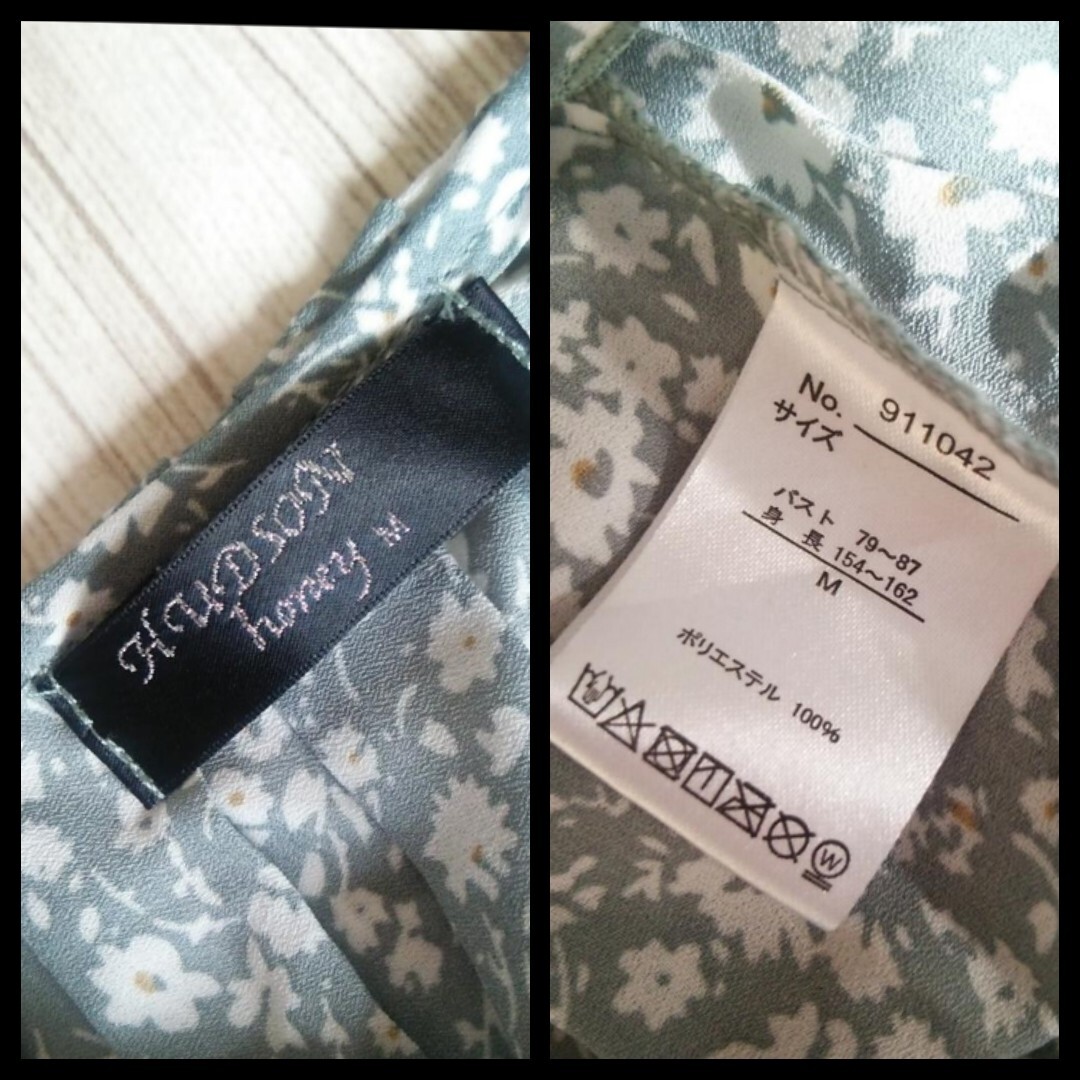 HUDSON
honey M
No. 911042
サイズ
バスト 79～87
身 長 154～162
M
ポリエステル 100%
W